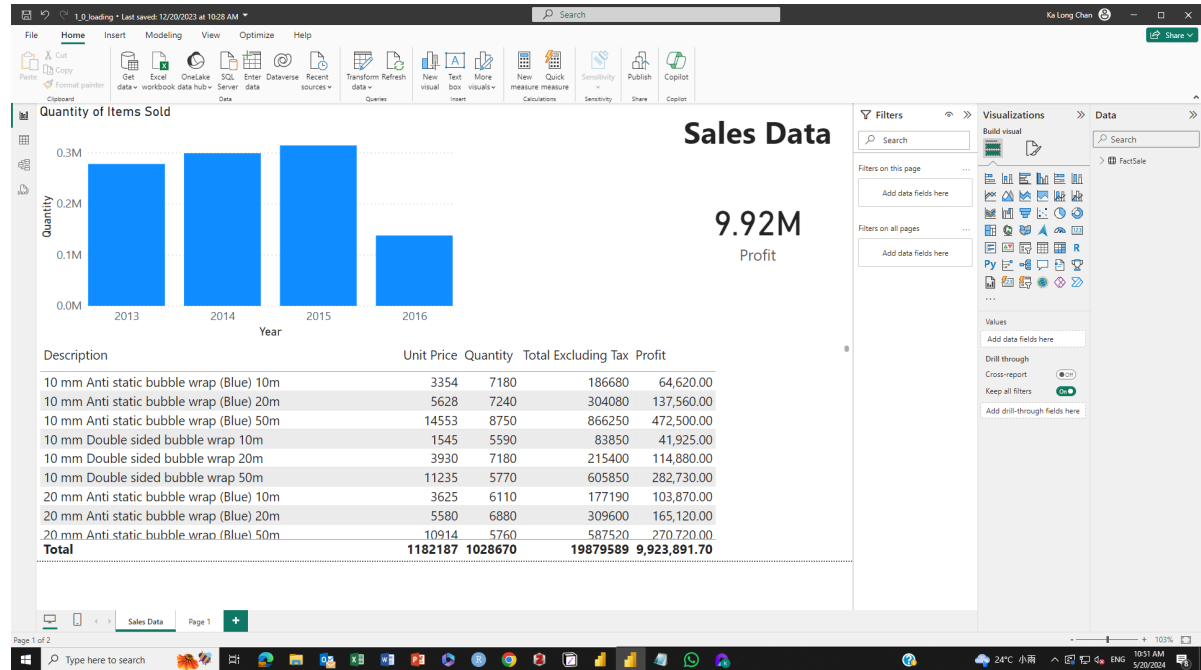 1_0_loading • Last saved: 12/20/2023 at 10:28 AM
Search
Ka Long Chan
File Home Insert Modeling View Optimize Help
Share
Paste
Cut
Copy
Format painter
Clipboard
Get data
Excel workbook
OneLake data hub
SQL Server
Enter data
Dataverse
Recent sources
Data
Transform data
Refresh
Queries
New visual
Text box
More visuals
Insert
New measure
Quick measure
Calculations
Sensitivity
Sensitivity
Publish
Share
Copilot
Copilot
Quantity of Items Sold
0.3M
0.2M
0.1M
0.0M
Quantity
2013 2014 2015 2016
Year
Sales Data
9.92M
Profit
Description Unit Price Quantity Total Excluding Tax Profit
10 mm Anti static bubble wrap (Blue) 10m 3354 7180 186680 64,620.00
10 mm Anti static bubble wrap (Blue) 20m 5628 7240 304080 137,560.00
10 mm Anti static bubble wrap (Blue) 50m 14553 8750 866250 472,500.00
10 mm Double sided bubble wrap 10m 1545 5590 83850 41,925.00
10 mm Double sided bubble wrap 20m 3930 7180 215400 114,880.00
10 mm Double sided bubble wrap 50m 11235 5770 605850 282,730.00
20 mm Anti static bubble wrap (Blue) 10m 3625 6110 177190 103,870.00
20 mm Anti static bubble wrap (Blue) 20m 5580 6880 309600 165,120.00
20 mm Anti static bubble wrap (Blue) 50m 10914 5760 587520 270,720.00
Total 1182187 1028670 19879589 9,923,891.70
Filters
Search
Filters on this page ...
Add data fields here
Filters on all pages ...
Add data fields here
Visualizations
Build visual
123
R
Py
...
Values
Add data fields here
Drill through
Cross-report Off
Keep all filters On
Add drill-through fields here
Data
Search
FactSale
Sales Data Page 1 +
Page 1 of 2
- + 103%
Type here to search
24°C 小雨
ENG
10:51 AM
5/20/2024